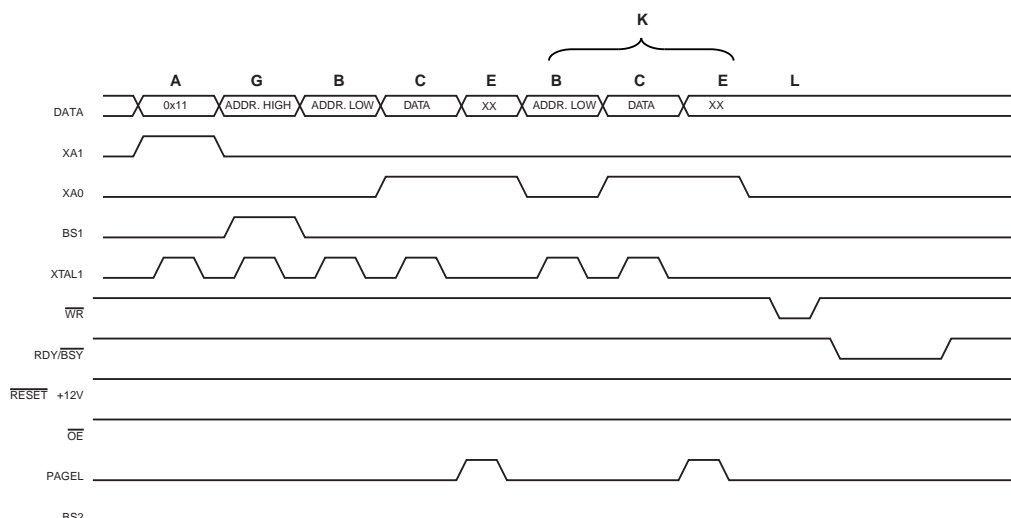 K
A G B C E B C E L
DATA 0x11 ADDR. HIGH ADDR. LOW DATA XX ADDR. LOW DATA XX
XA1
XA0
BS1
XTAL1
WR
RDY/BSY
RESET +12V
OE
PAGEL
BS2